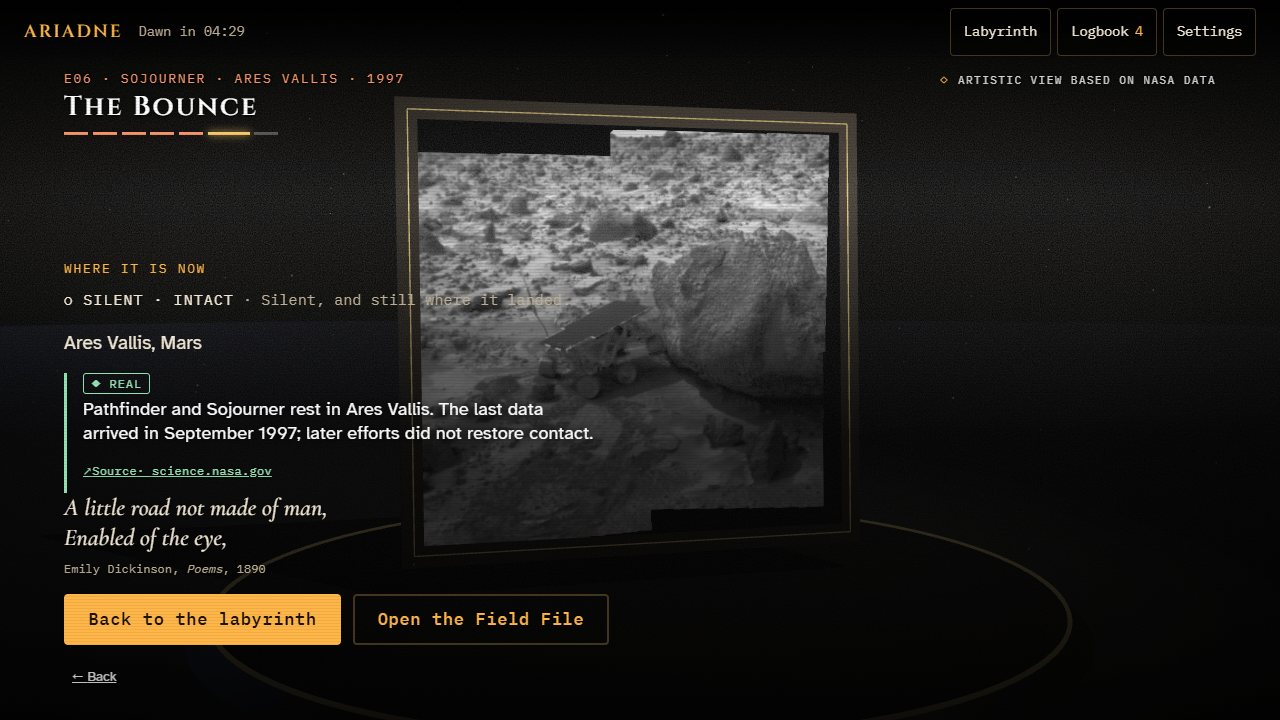 ARIADNE Dawn in 04:29 Labyrinth Logbook 4 Settings
E06 · SOJOURNER · ARES VALLIS · 1997
◇ ARTISTIC VIEW BASED ON NASA DATA
The Bounce
WHERE IT IS NOW
o SILENT · INTACT · Silent, and still where it landed.
Ares Vallis, Mars
◆ REAL
Pathfinder and Sojourner rest in Ares Vallis. The last data
arrived in September 1997; later efforts did not restore contact.
↗Source· science.nasa.gov
A little road not made of man,
Enabled of the eye,
Emily Dickinson, Poems, 1890
Back to the labyrinth Open the Field File
← Back